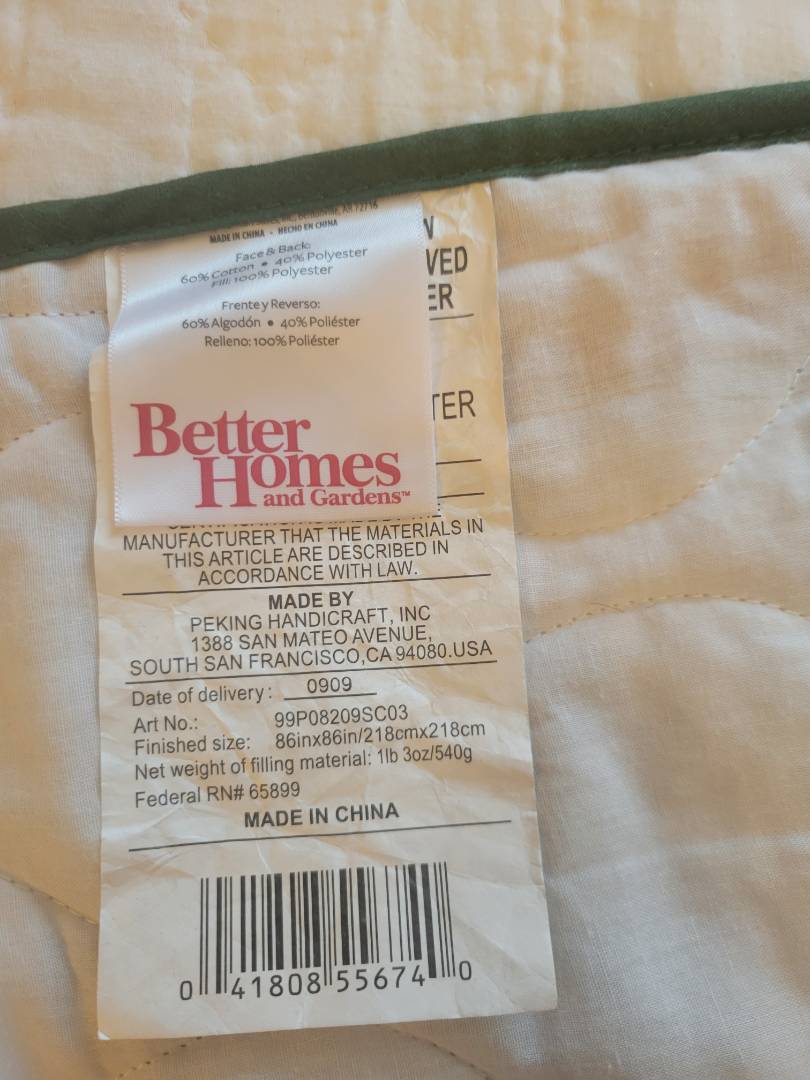 Bentonville, AR 72716
MADE IN CHINA - HECHO EN CHINA
Face & Back:
60% Cotton • 40% Polyester
Fill: 100% Polyester
Frente y Reverso:
60% Algodón • 40% Poliéster
Relleno: 100% Poliéster
Better
Homes
and Gardens™
N
VED
ER
TER
MANUFACTURER THAT THE MATERIALS IN
THIS ARTICLE ARE DESCRIBED IN
ACCORDANCE WITH LAW.
MADE BY
PEKING HANDICRAFT, INC
1388 SAN MATEO AVENUE,
SOUTH SAN FRANCISCO,CA 94080.USA
Date of delivery: 0909
Art No.: 99P08209SC03
Finished size: 86inx86in/218cmx218cm
Net weight of filling material: 1lb 3oz/540g
Federal RN# 65899
MADE IN CHINA
0 41808 55674 0